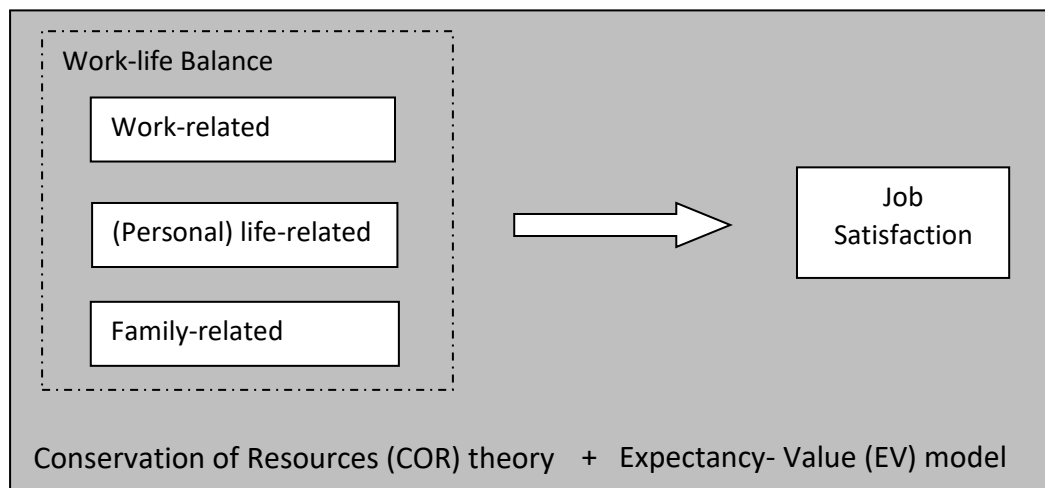 Work-life Balance
Work-related
(Personal) life-related
Family-related
Job
Satisfaction
Conservation of Resources (COR) theory + Expectancy- Value (EV) model